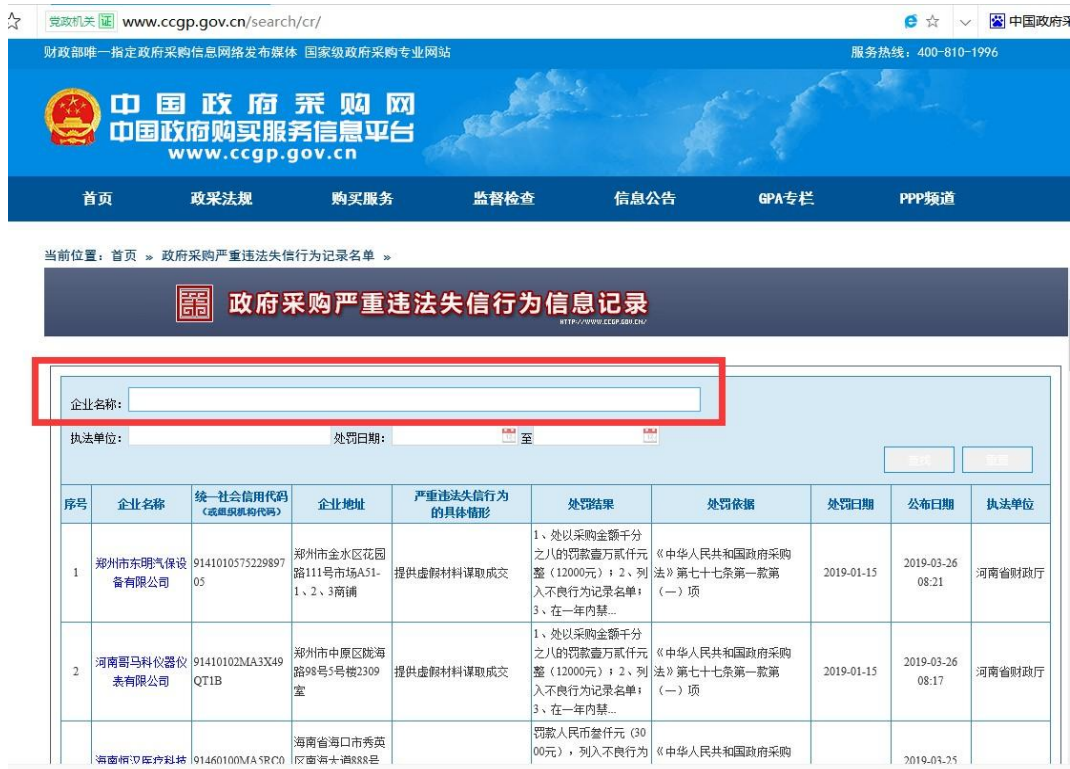 党政机关 证 www.ccgp.gov.cn/search/cr/
中国政府采
财政部唯一指定政府采购信息网络发布媒体 国家级政府采购专业网站
服务热线：400-810-1996
中国政府采购网
中国政府购买服务信息平台
www.ccgp.gov.cn
首页 政采法规 购买服务 监督检查 信息公告 GPA专栏 PPP频道
当前位置：首页 » 政府采购严重违法失信行为记录名单 »
政府采购严重违法失信行为信息记录
HTTP://WWW.CCGP.GOV.CN/
企业名称：
执法单位： 处罚日期： 至
查找 重置
序号 企业名称 统一社会信用代码 企业地址 严重违法失信行为 处罚结果 处罚依据 处罚日期 公布日期 执法单位
（或组织机构代码） 的具体情形
1
郑州市东明汽保设
备有限公司
9141010575229897
05
郑州市金水区花园
路111号市场A51-
1、2、3商铺
提供虚假材料谋取成交
1、处以采购金额千分
之八的罚款壹万贰仟元
整（12000元）；2、列
入不良行为记录名单；
3、在一年内禁...
《中华人民共和国政府采购
法》第七十七条第一款第
（一）项
2019-01-15
2019-03-26
08:21
河南省财政厅
2
河南哥马科仪器仪
表有限公司
91410102MA3X49
QT1B
郑州市中原区陇海
路98号5号楼2309
室
提供虚假材料谋取成交
1、处以采购金额千分
之八的罚款壹万贰仟元
整（12000元）；2、列
入不良行为记录名单；
3、在一年内禁...
《中华人民共和国政府采购
法》第七十七条第一款第
（一）项
2019-01-15
2019-03-26
08:17
河南省财政厅
海南恒汉医疗科技
91460100MA5RC0
海南省海口市秀英
区南海大道888号
罚款人民币叁仟元（30
00元），列入不良行为
《中华人民共和国政府采购
2019-03-25